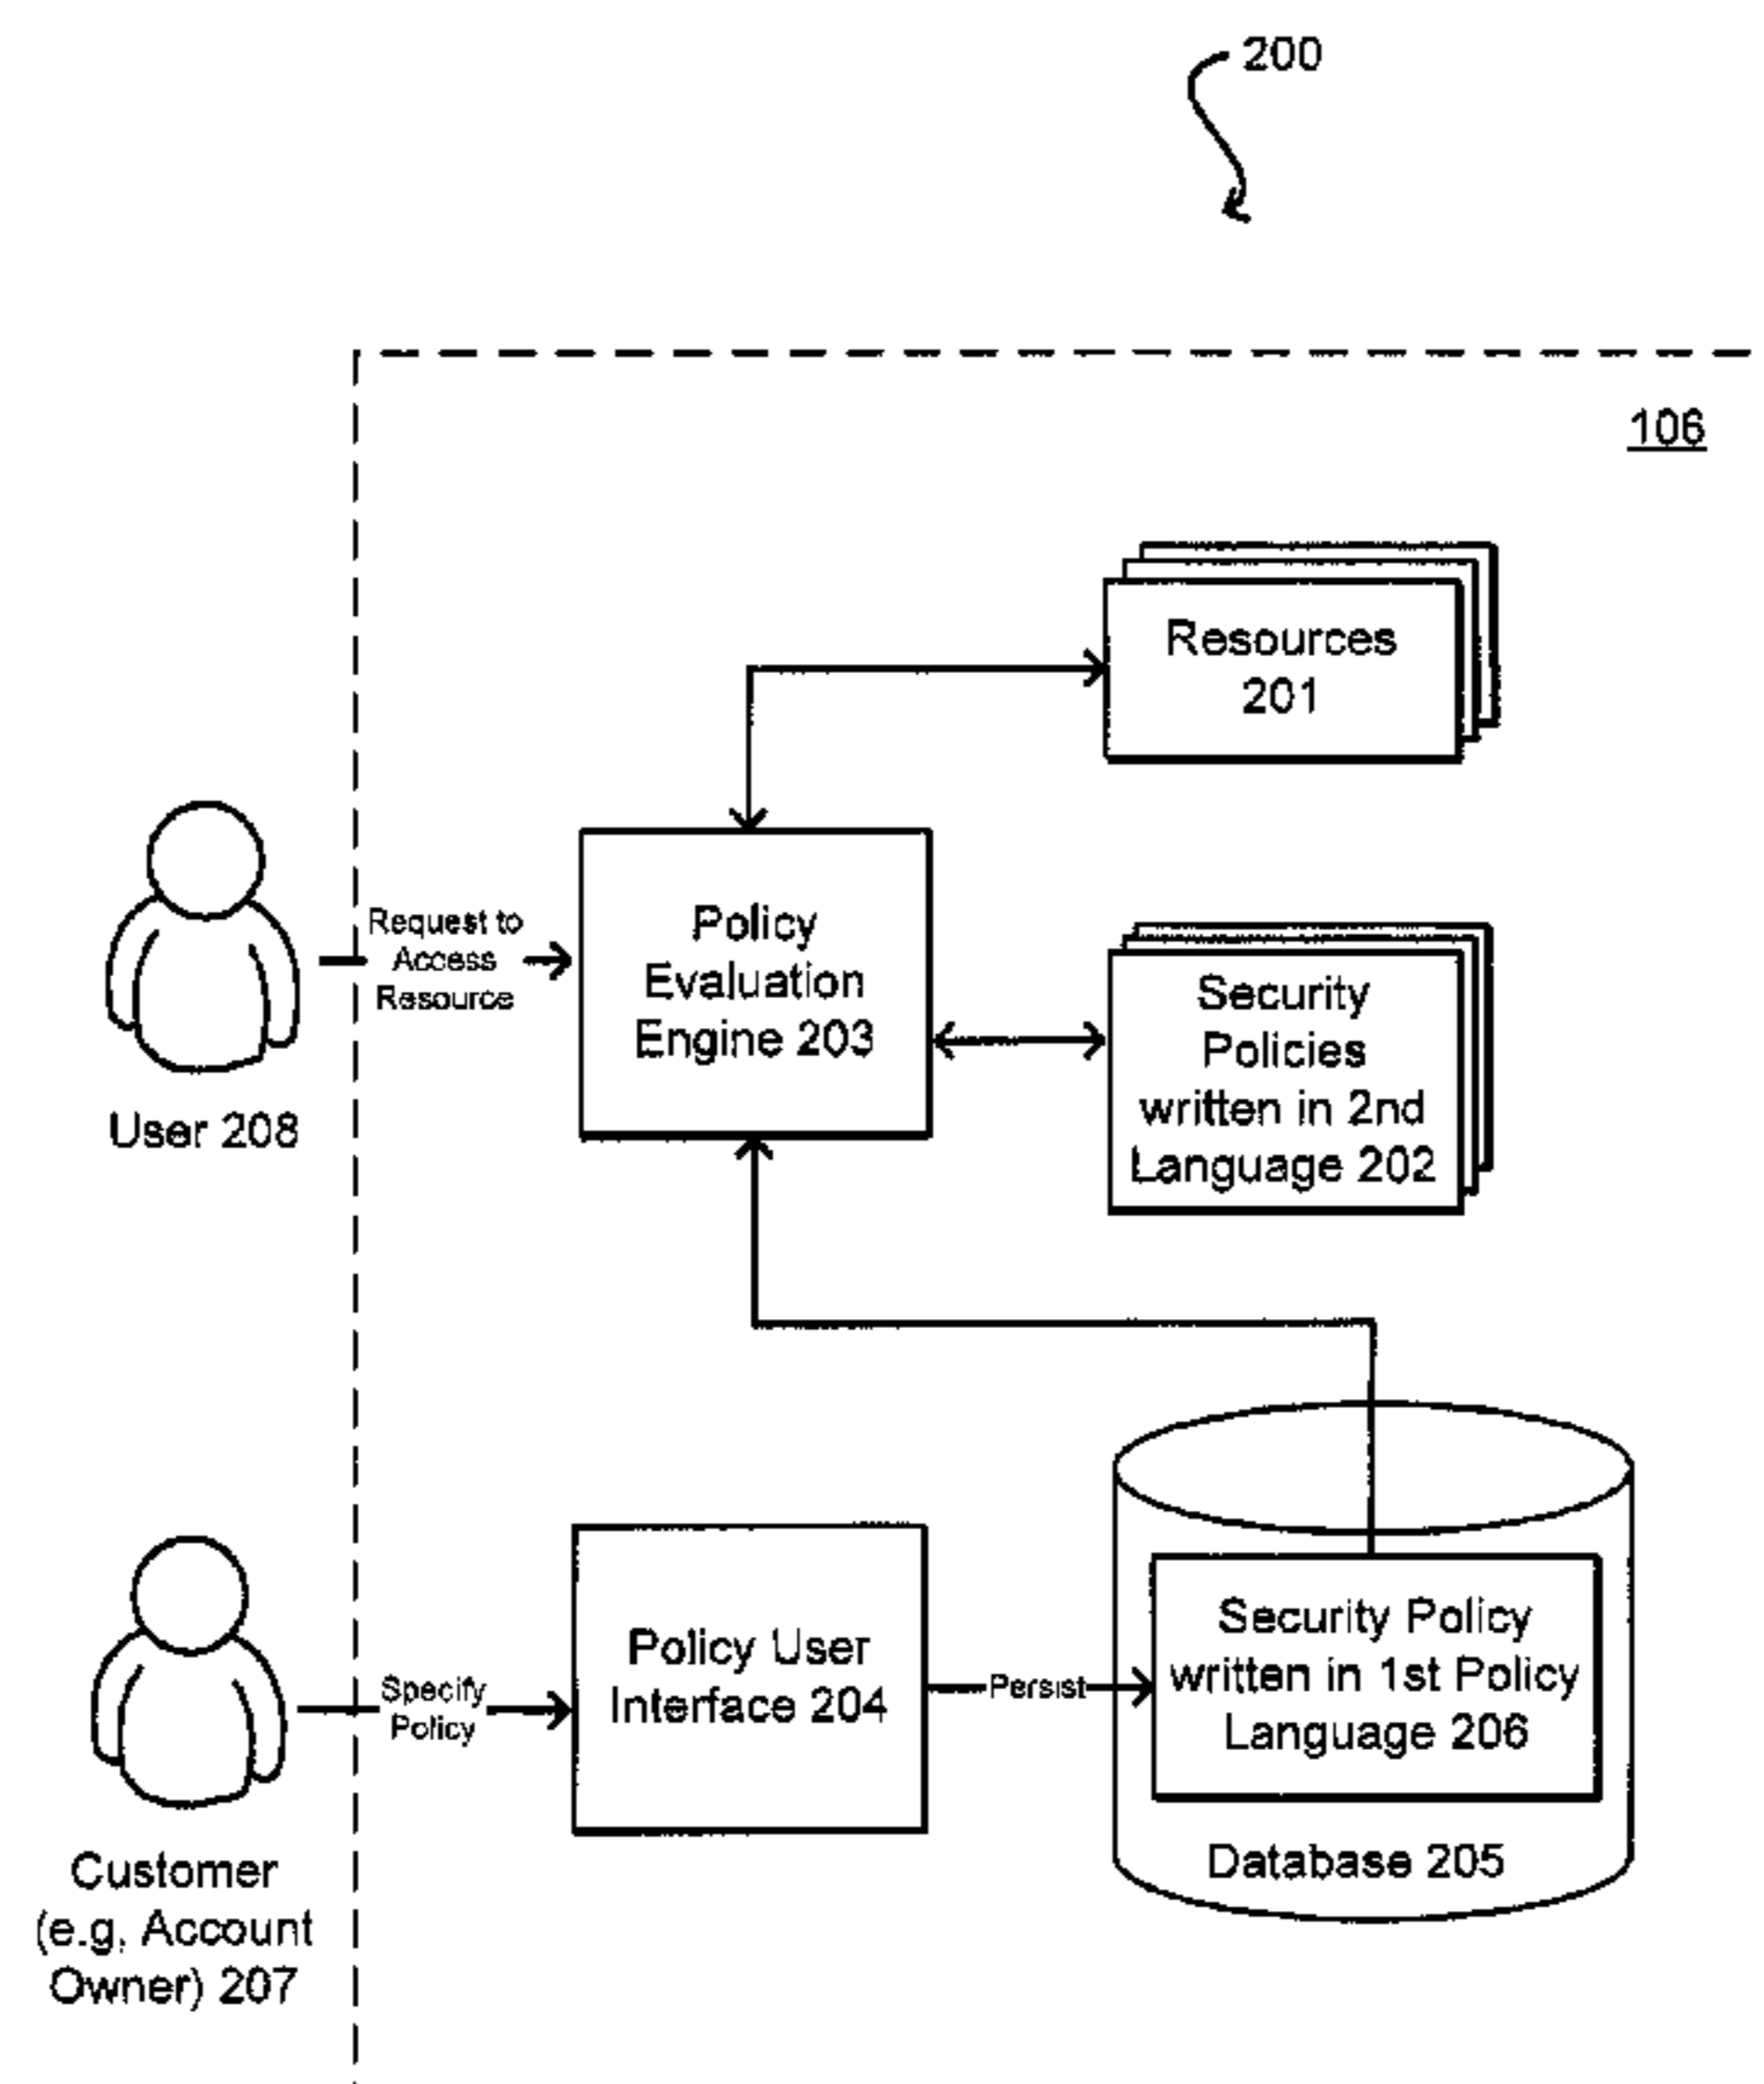 200
106
Resources
201
Request to
Access
Resource
Policy
Evaluation
Engine 203
Security
Policies
written in 2nd
Language 202
User 208
Specify
Policy
Policy User
Interface 204
Persist
Security Policy
written in 1st Policy
Language 206
Database 205
Customer
(e.g, Account
Owner) 207